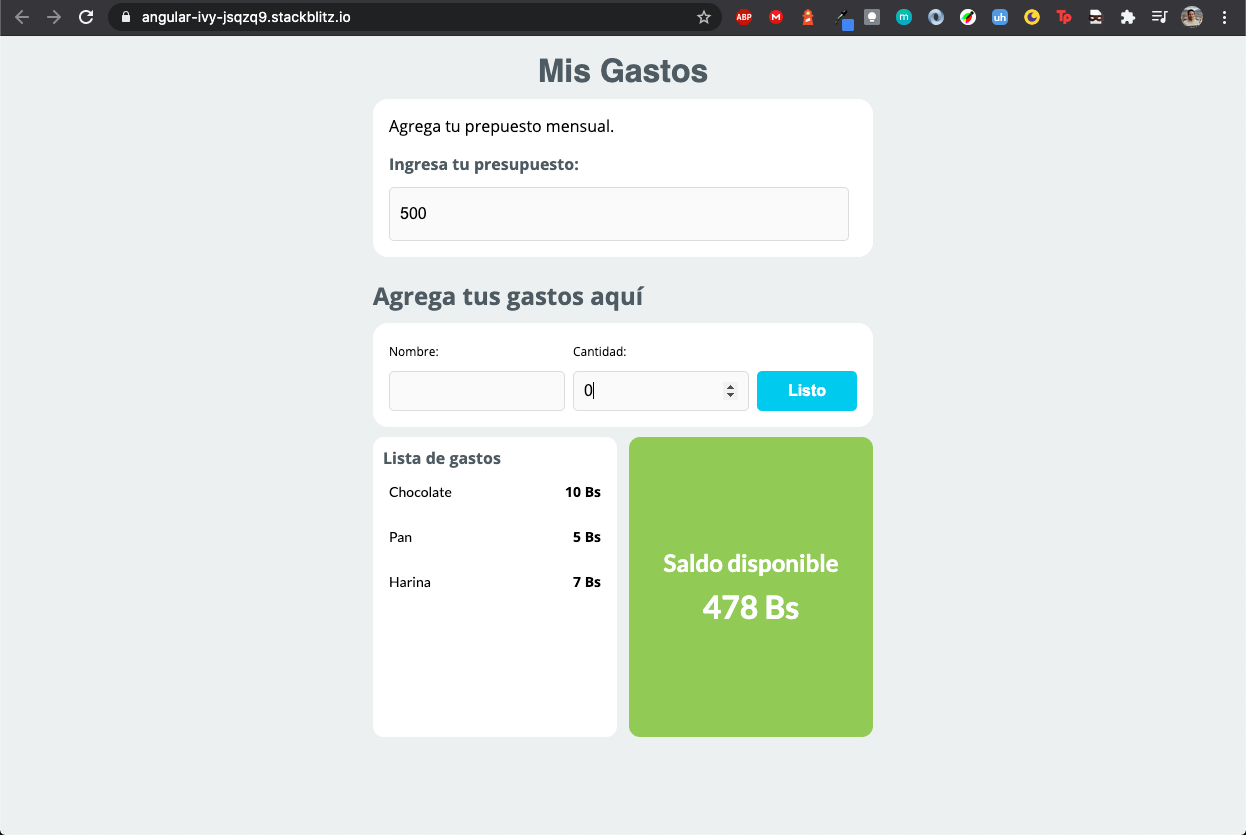 angular-ivy-jsqzq9.stackblitz.io
ABP
M
m
uh
Tp
Mis Gastos
Agrega tu prepuesto mensual.
Ingresa tu presupuesto:
500
Agrega tus gastos aquí
Nombre: Cantidad:
0 Listo
Lista de gastos
Chocolate 10 Bs
Pan 5 Bs
Harina 7 Bs
Saldo disponible
478 Bs